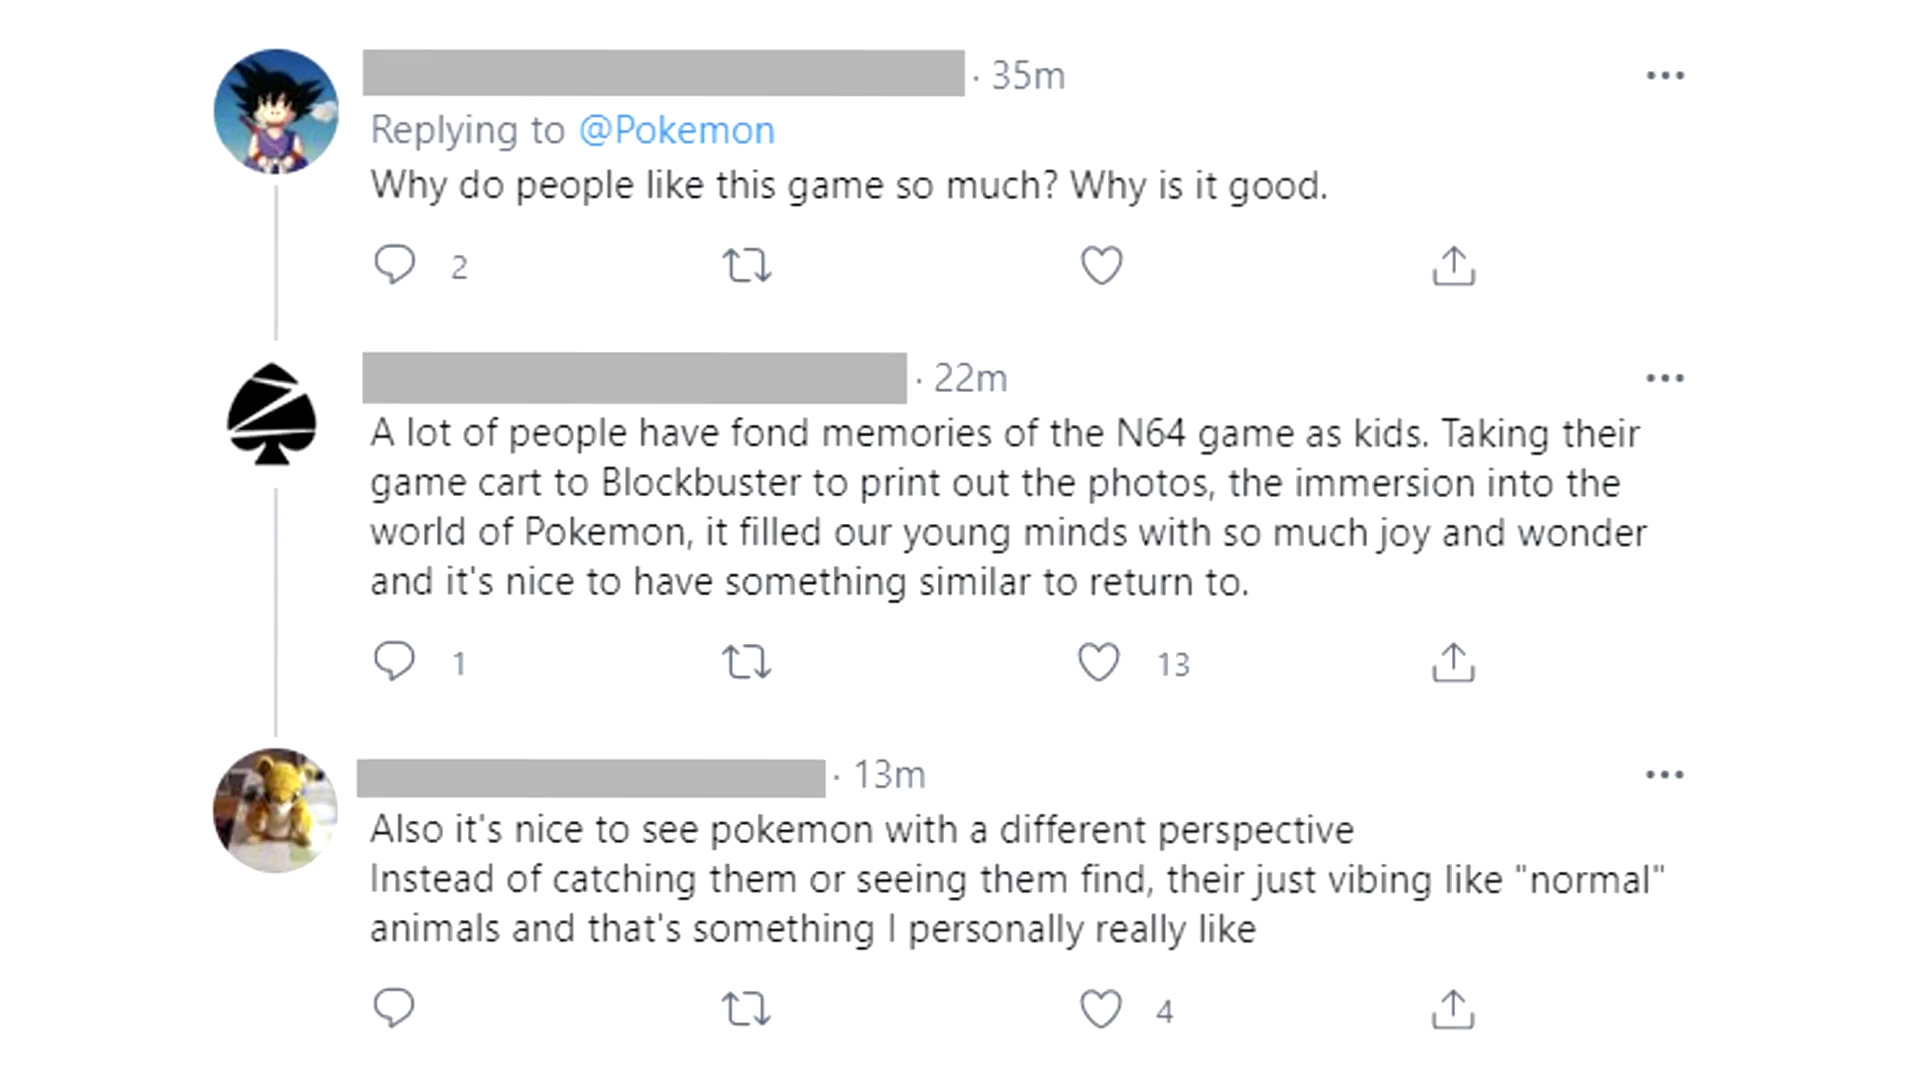 · 35m
Replying to @Pokemon
Why do people like this game so much? Why is it good.
2
· 22m
A lot of people have fond memories of the N64 game as kids. Taking their
game cart to Blockbuster to print out the photos, the immersion into the
world of Pokemon, it filled our young minds with so much joy and wonder
and it's nice to have something similar to return to.
1 13
· 13m
Also it's nice to see pokemon with a different perspective
Instead of catching them or seeing them find, their just vibing like "normal"
animals and that's something I personally really like
4